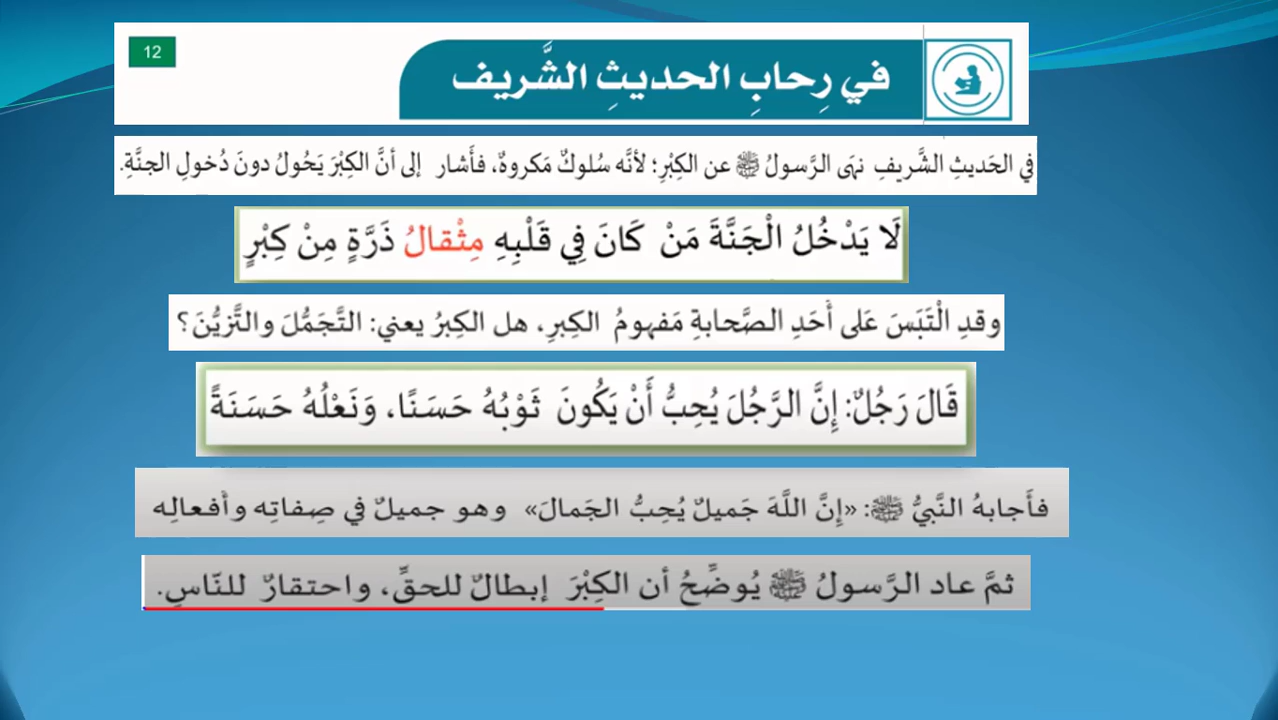 12
في رِحابِ الحديثِ الشَّريف
في الحَديثِ الشَّريفِ نهَى الرَّسولُ ﷺ عن الكِبْرِ؛ لأنَّه سُلوكٌ مَكروهٌ، فأَشار إلى أنَّ الكِبْرَ يَحُولُ دونَ دُخولِ الجنَّةِ.
لَا يَدْخُلُ الْجَنَّةَ مَنْ كَانَ فِي قَلْبِهِ مِثْقالُ ذَرَّةٍ مِنْ كِبْرٍ
وقدِ الْتَبَسَ عَلى أَحَدِ الصَّحابةِ مَفهومُ الكِبرِ، هل الكِبرُ يعني: التَّجَمُّلَ والتَّزيُّنَ؟
قَالَ رَجُلٌ: إِنَّ الرَّجُلَ يُحِبُّ أَنْ يَكُونَ ثَوْبُهُ حَسَنًا، وَنَعْلُهُ حَسَنَةً
فأَجابهُ النَّبيُّ ﷺ: «إِنَّ اللَّهَ جَميلٌ يُحِبُّ الجَمالَ» وهو جميلٌ في صِفاتِه وأفعالِه
ثمَّ عاد الرَّسولُ ﷺ يُوضِّحُ أن الكِبْرَ إبطالٌ للحقِّ، واحتقارٌ للنّاسِ.